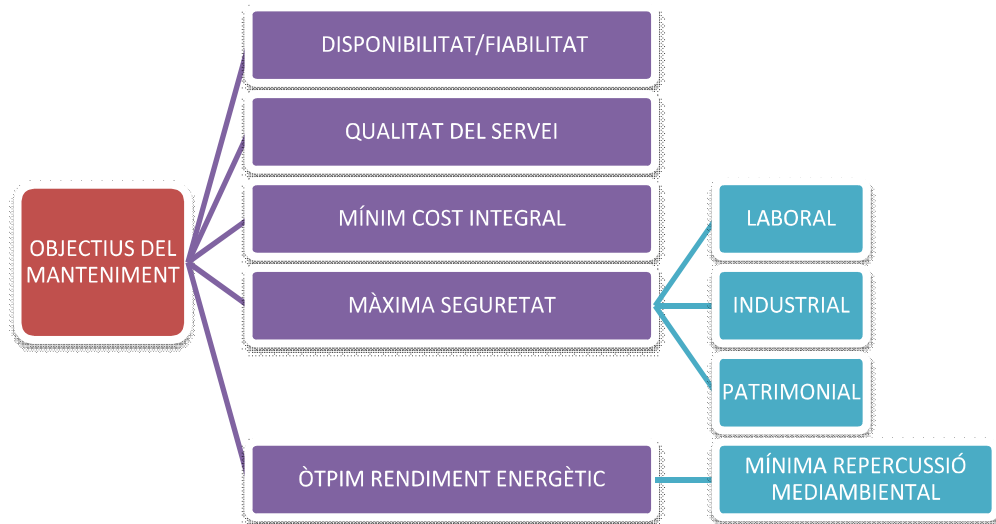 OBJECTIUS DEL
MANTENIMENT
DISPONIBILITAT/FIABILITAT
QUALITAT DEL SERVEI
MÍNIM COST INTEGRAL
MÀXIMA SEGURETAT
LABORAL
INDUSTRIAL
PATRIMONIAL
ÒTPIM RENDIMENT ENERGÈTIC
MÍNIMA REPERCUSSIÓ
MEDIAMBIENTAL